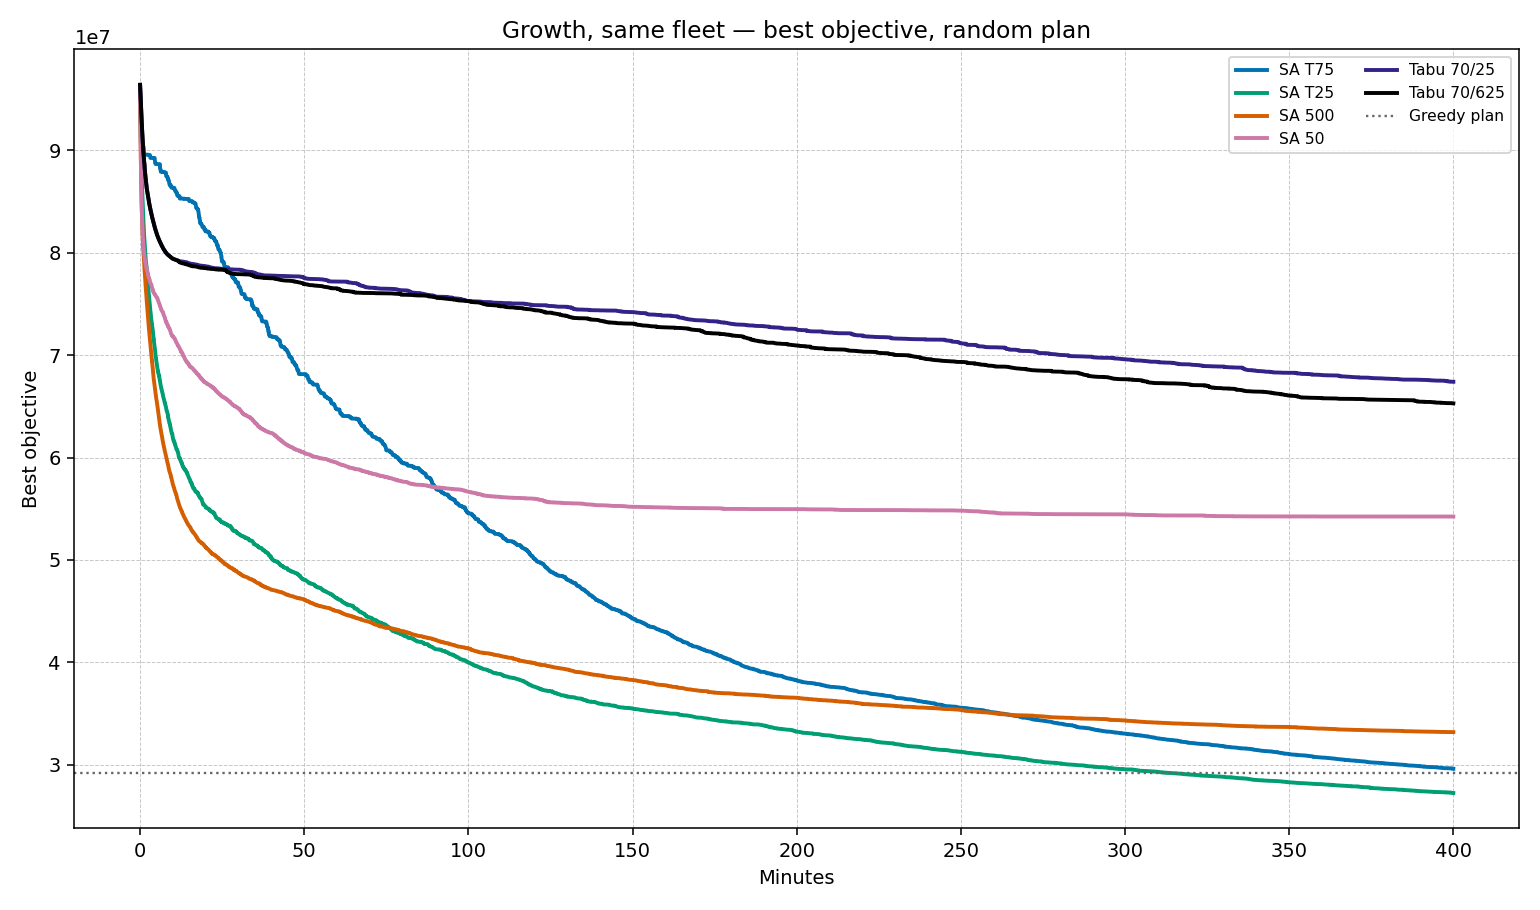 Growth, same fleet — best objective, random plan
1e7
SA T75
SA T25
SA 500
SA 50
Tabu 70/25
Tabu 70/625
Greedy plan
Best objective
9
8
7
6
5
4
3
0 50 100 150 200 250 300 350 400
Minutes